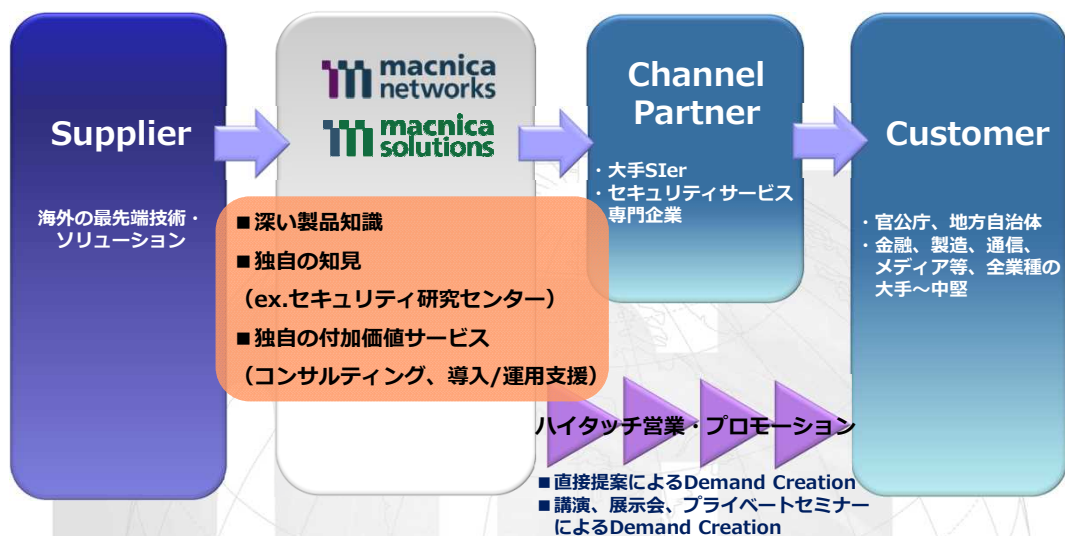 Supplier
海外の最先端技術・
ソリューション
macnica
networks
macnica
solutions
■深い製品知識
■独自の知見
（ex.セキュリティ研究センター）
■独自の付加価値サービス
（コンサルティング、導入/運用支援）
Channel
Partner
・大手SIer
・セキュリティサービス
専門企業
Customer
・官公庁、地方自治体
・金融、製造、通信、
メディア等、全業種の
大手～中堅
ハイタッチ営業・プロモーション
■直接提案によるDemand Creation
■講演、展示会、プライベートセミナー
によるDemand Creation